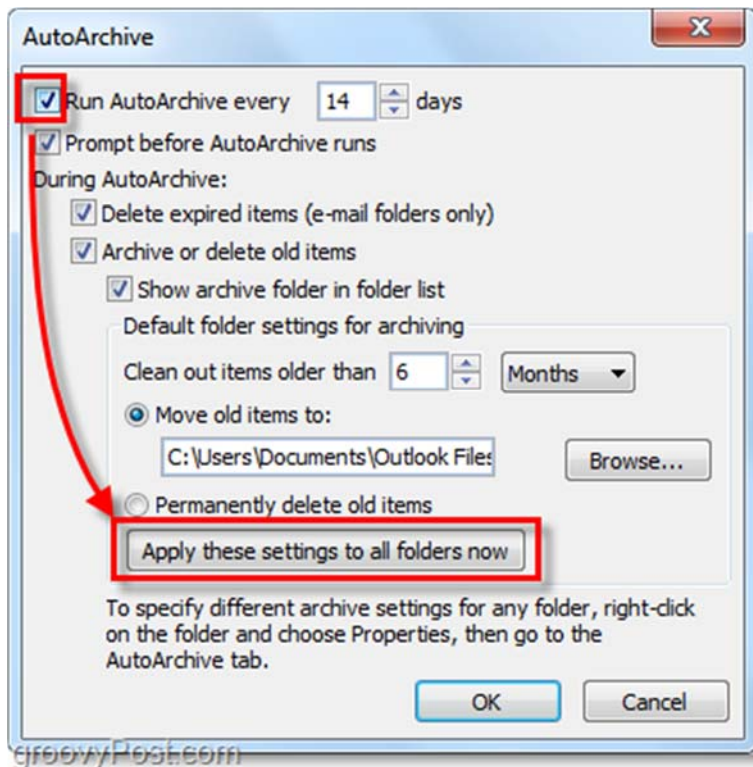 AutoArchive
Run AutoArchive every 14 days
Prompt before AutoArchive runs
During AutoArchive:
Delete expired items (e-mail folders only)
Archive or delete old items
Show archive folder in folder list
Default folder settings for archiving
Clean out items older than 6 Months
Move old items to:
C:\Users\Documents\Outlook Files
Browse...
Permanently delete old items
Apply these settings to all folders now
To specify different archive settings for any folder, right-click
on the folder and choose Properties, then go to the
AutoArchive tab.
OK Cancel
groovyPost.com